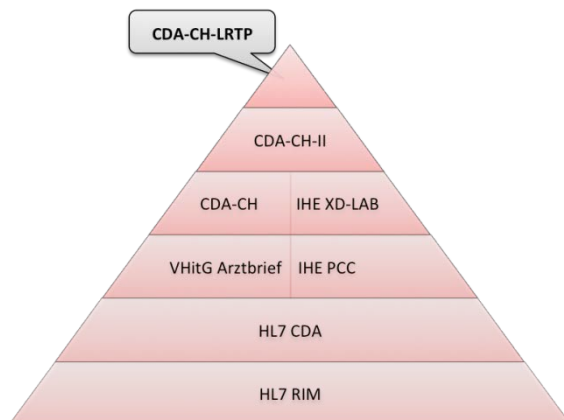 CDA-CH-LRTP
CDA-CH-II
CDA-CH IHE XD-LAB
VHitG Arztbrief IHE PCC
HL7 CDA
HL7 RIM